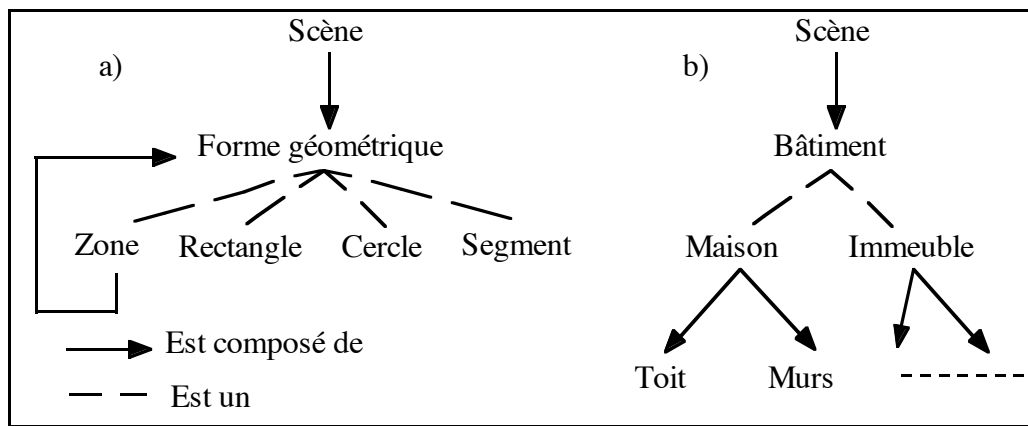 Scène
a)
Forme géométrique
Zone Rectangle Cercle Segment
Est composé de
Est un
Scène
b)
Bâtiment
Maison Immeuble
Toit Murs